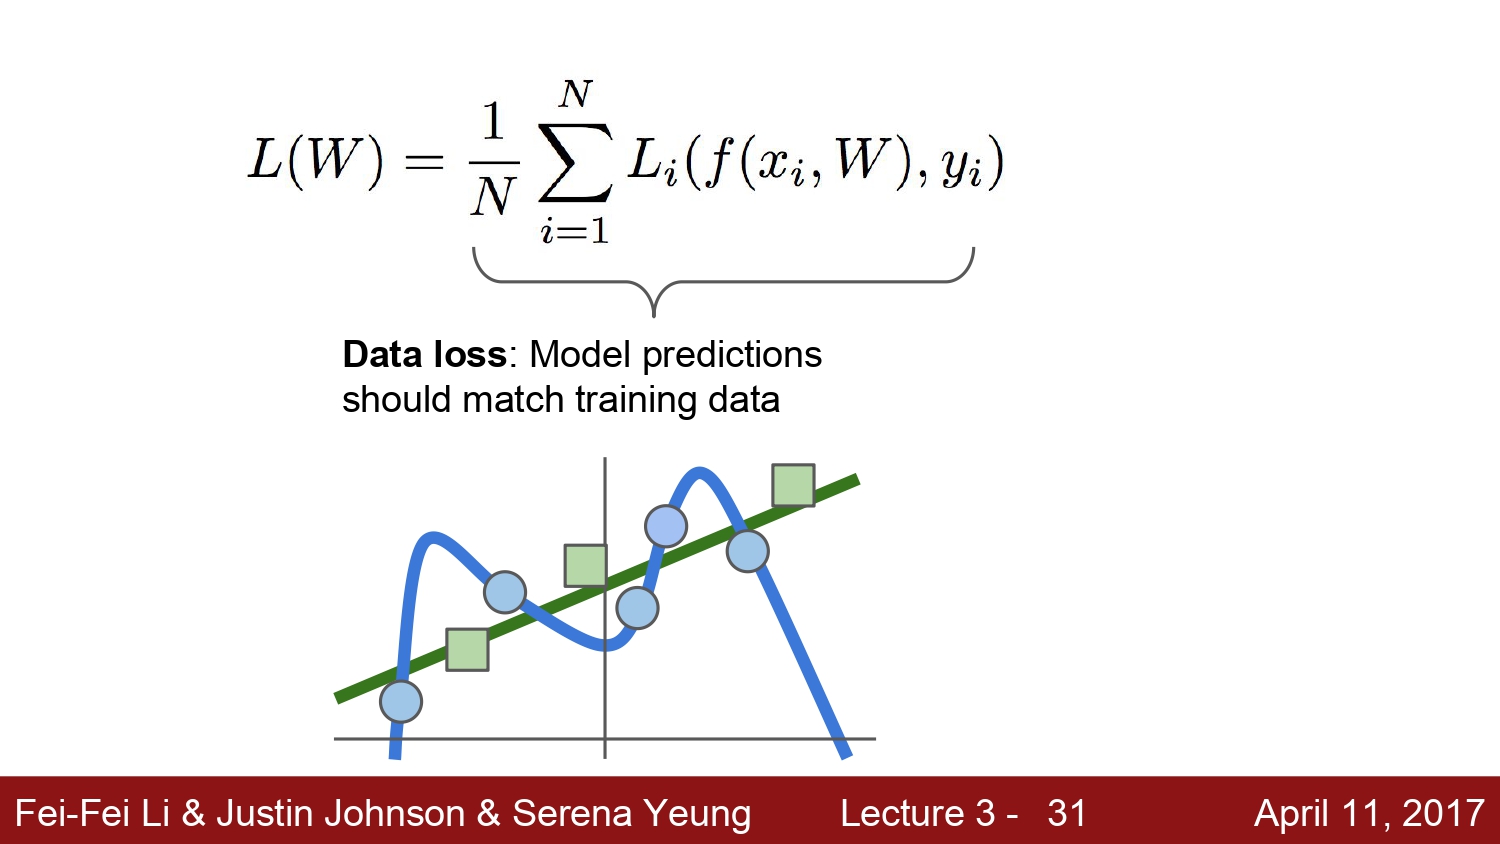 L(W) = \frac{1}{N} \sum_{i=1}^{N} L_i(f(x_i, W), y_i)
Data loss: Model predictions
should match training data
Fei-Fei Li & Justin Johnson & Serena Yeung Lecture 3 - 31 April 11, 2017